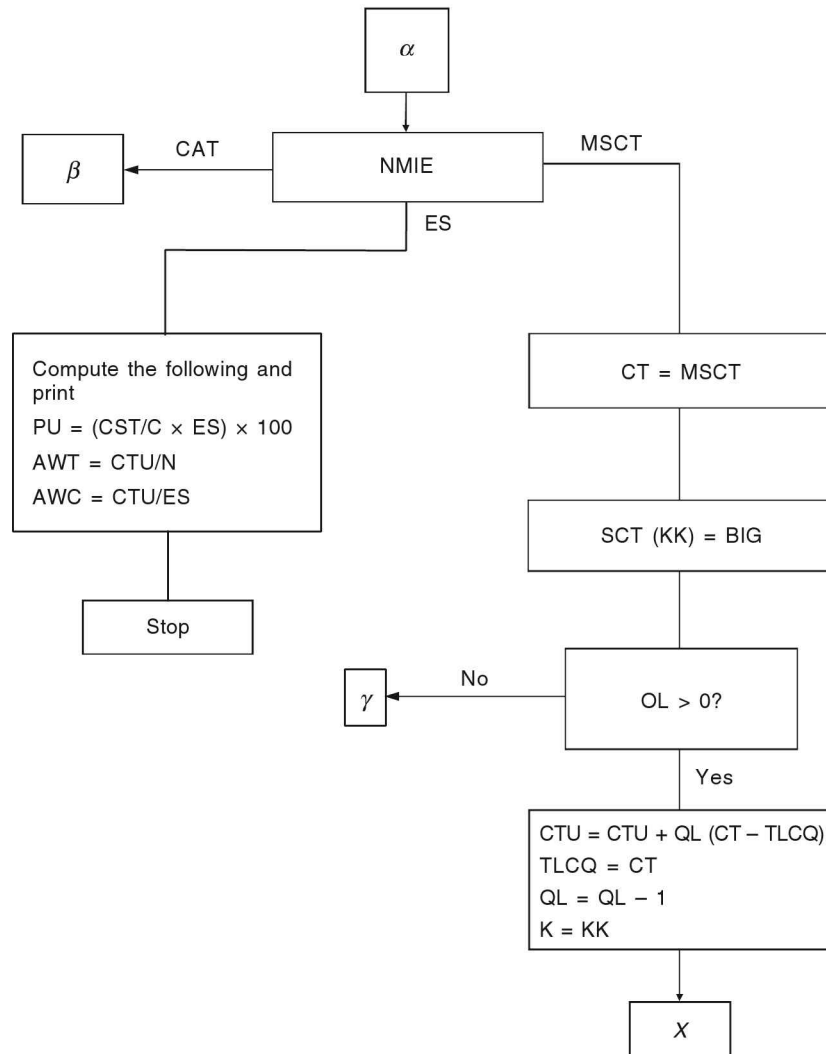 α
CAT
MSCT
β
NMIE
ES
Compute the following and
print
PU = (CST/C × ES) × 100
AWT = CTU/N
AWC = CTU/ES
CT = MSCT
SCT (KK) = BIG
Stop
No
γ
OL > 0?
Yes
CTU = CTU + QL (CT – TLCQ)
TLCQ = CT
QL = QL – 1
K = KK
X